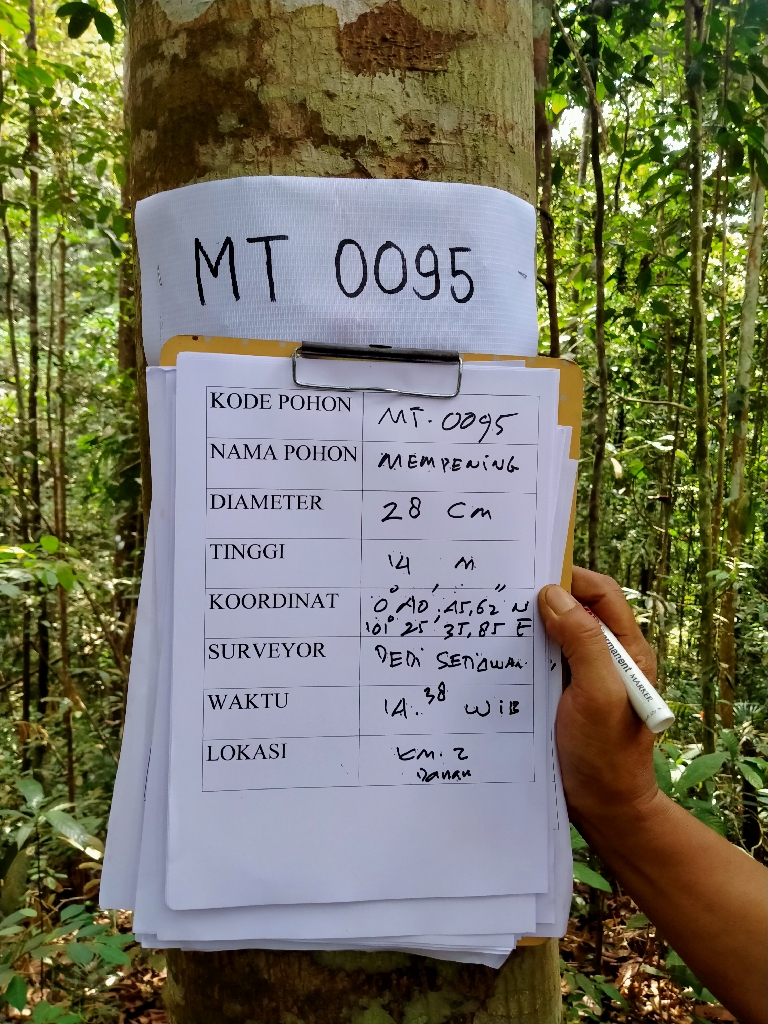 MT 0095
KODE POHON MT. 0095
NAMA POHON MEMPENING
DIAMETER 28 Cm
TINGGI 14 M
KOORDINAT 0° 40' 45,62" N
101° 25' 35,85" E
SURVEYOR DEDI SETIAWAN
WAKTU 14.38 WIB
LOKASI KM. 2
Danau
Permanent MARKER